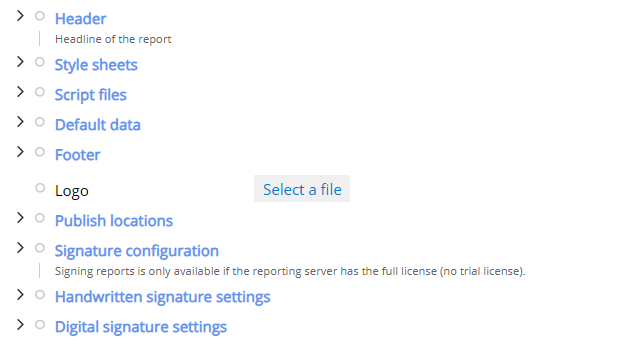 Header
Headline of the report
Style sheets
Script files
Default data
Footer
Logo Select a file
Publish locations
Signature configuration
Signing reports is only available if the reporting server has the full license (no trial license).
Handwritten signature settings
Digital signature settings